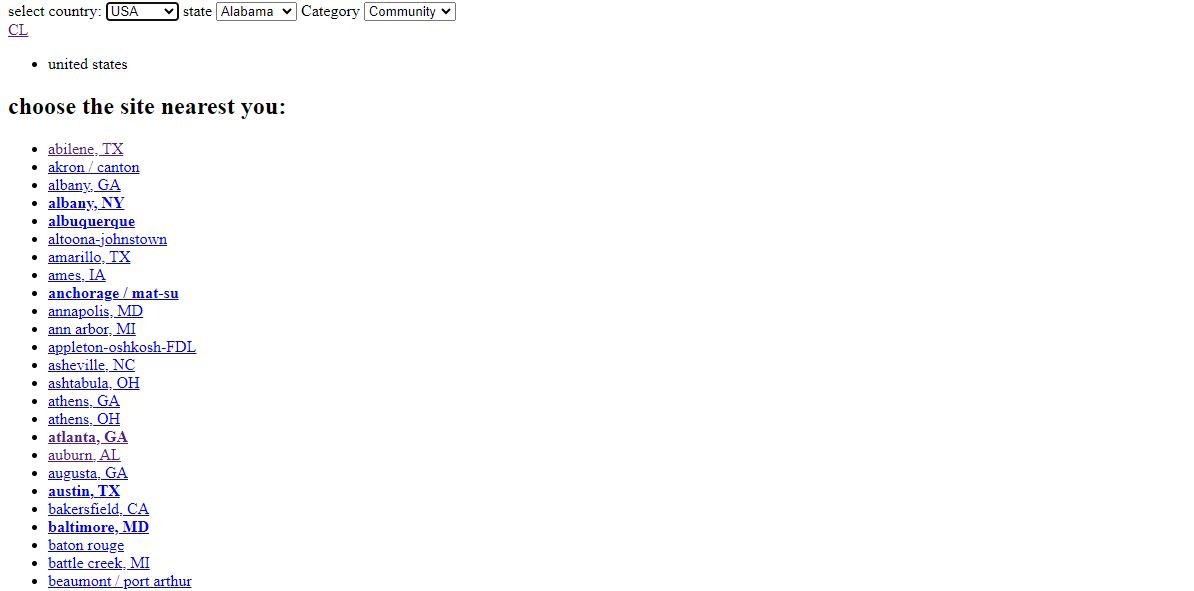 select country: USA state Alabama Category Community
CL
united states
choose the site nearest you:
abilene, TX
akron / canton
albany, GA
albany, NY
albuquerque
altoona-johnstown
amarillo, TX
ames, IA
anchorage / mat-su
annapolis, MD
ann arbor, MI
appleton-oshkosh-FDL
asheville, NC
ashtabula, OH
athens, GA
athens, OH
atlanta, GA
auburn, AL
augusta, GA
austin, TX
bakersfield, CA
baltimore, MD
baton rouge
battle creek, MI
beaumont / port arthur